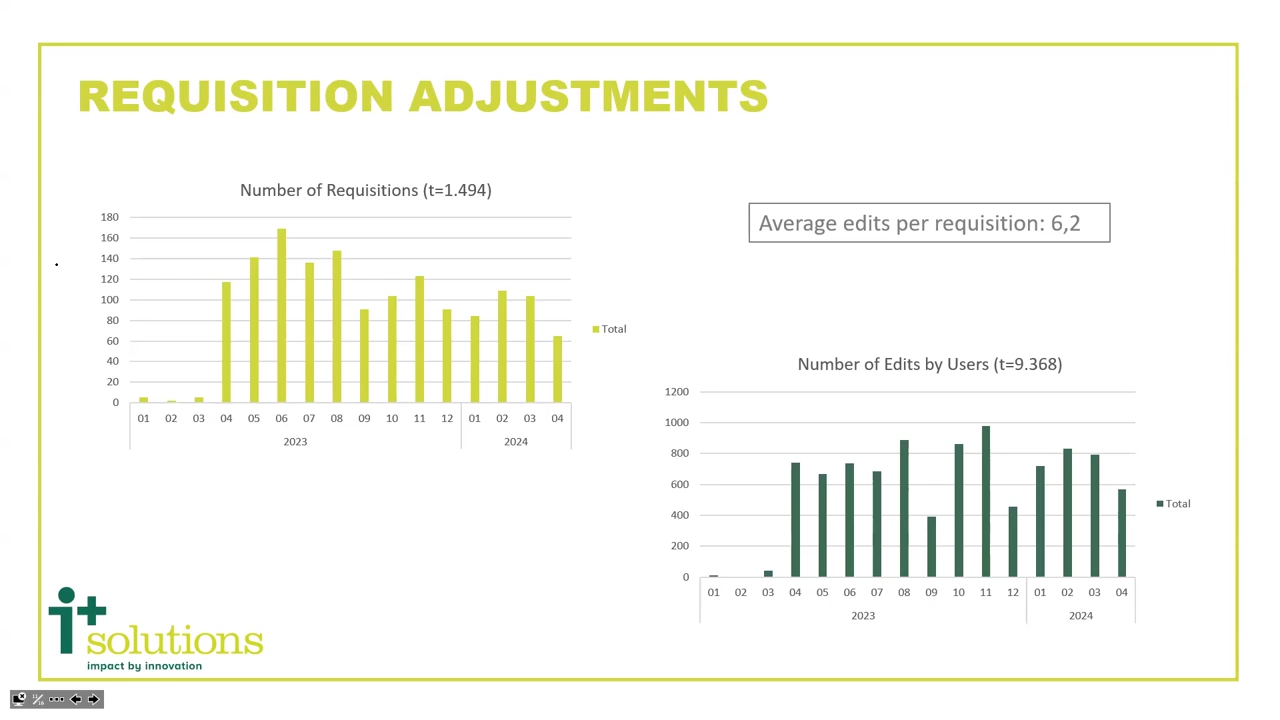 REQUISITION ADJUSTMENTS
Number of Requisitions (t=1.494)
180
160
140
120
100
80
60
40
20
0
01 02 03 04 05 06 07 08 09 10 11 12 01 02 03 04
2023 2024
Total
Average edits per requisition: 6,2
Number of Edits by Users (t=9.368)
1200
1000
800
600
400
200
0
01 02 03 04 05 06 07 08 09 10 11 12 01 02 03 04
2023 2024
Total
i+
solutions
impact by innovation